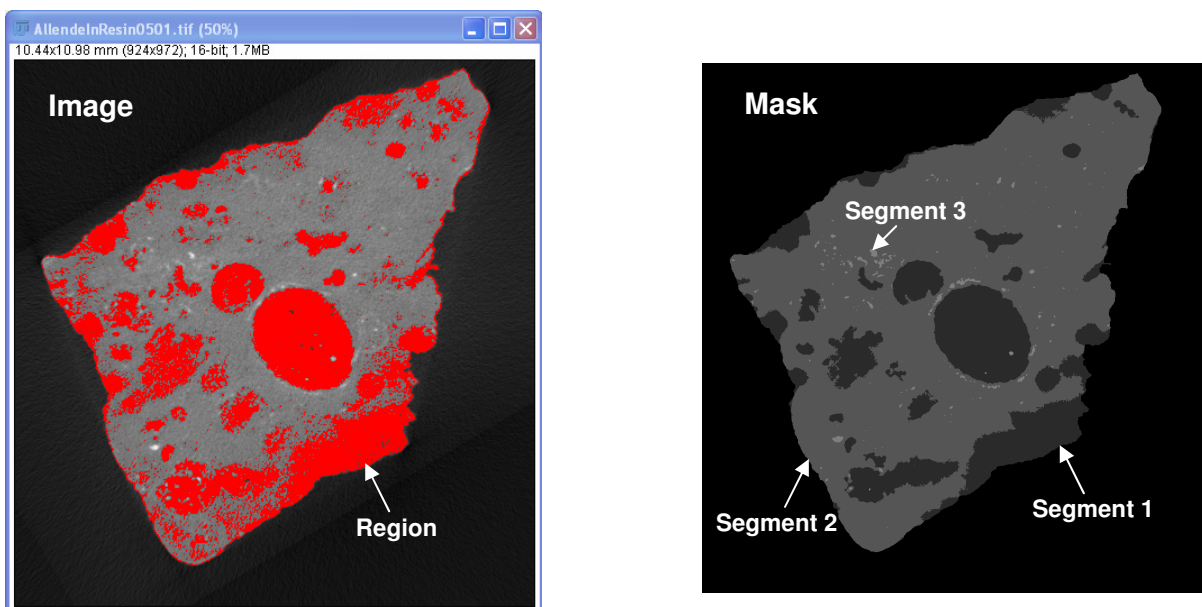 AllendeInResin0501.tif (50%)
10.44x10.98 mm (924x972); 16-bit; 1.7MB
Image
Region
Mask
Segment 3
Segment 2
Segment 1